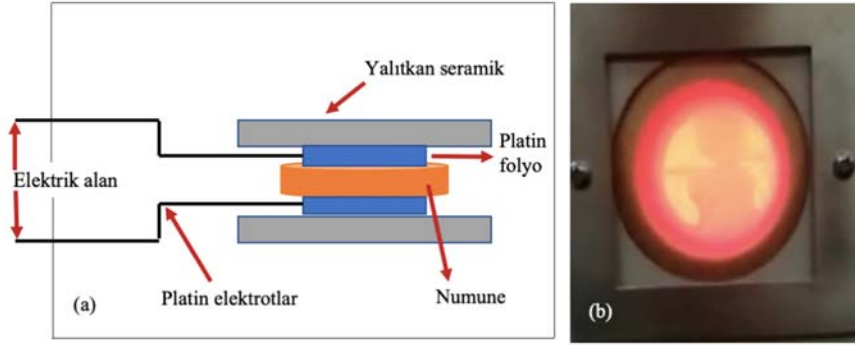 Yalıtkan seramik
Platin
folyo
Elektrik alan
Platin elektrotlar
Numune
(a)
(b)